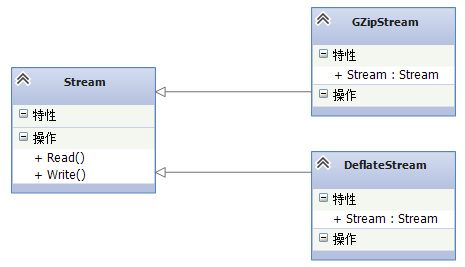 Stream
特性
操作
+ Read()
+ Write()
GZipStream
特性
+ Stream : Stream
操作
DeflateStream
特性
+ Stream : Stream
操作